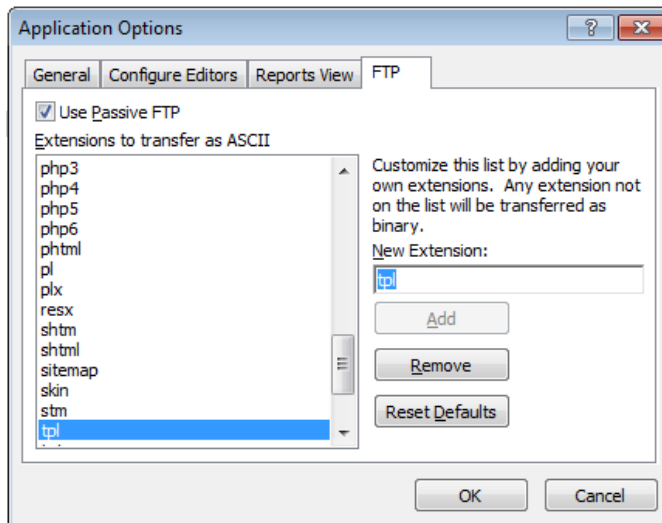 Application Options
General
Configure Editors
Reports View
FTP
Use Passive FTP
Extensions to transfer as ASCII
php3
php4
php5
php6
phtml
pl
plx
resx
shtm
shtml
sitemap
skin
stm
tpl
Customize this list by adding your
own extensions. Any extension not
on the list will be transferred as
binary.
New Extension:
tpl
Add
Remove
Reset Defaults
OK
Cancel